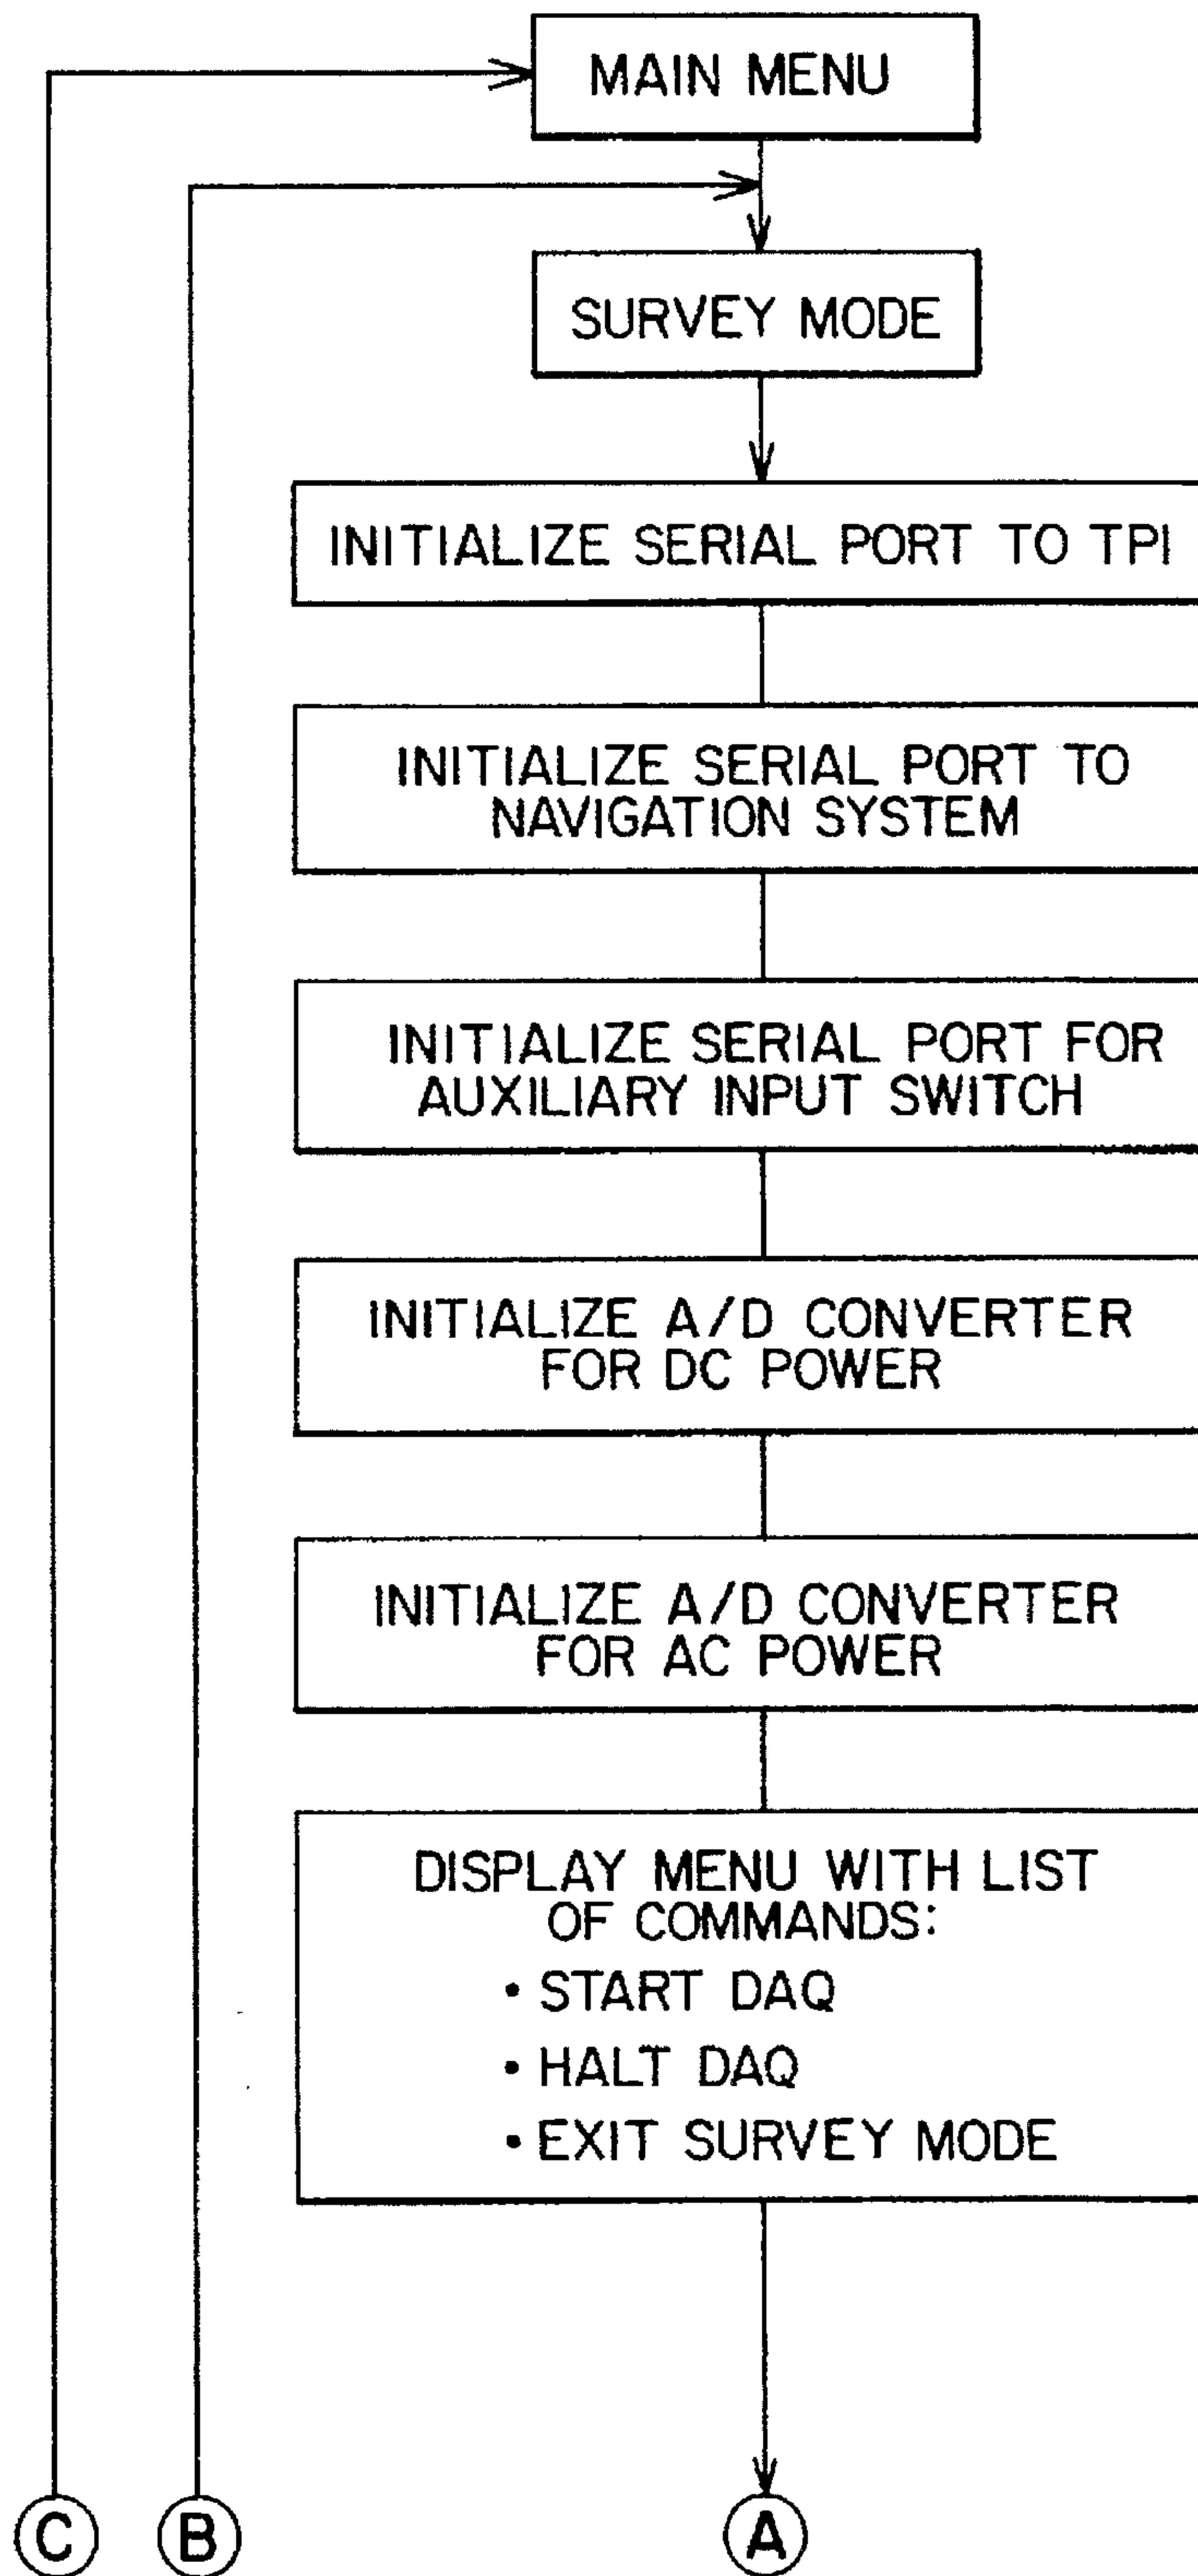 MAIN MENU
SURVEY MODE
INITIALIZE SERIAL PORT TO TPI
INITIALIZE SERIAL PORT TO
NAVIGATION SYSTEM
INITIALIZE SERIAL PORT FOR
AUXILIARY INPUT SWITCH
INITIALIZE A/D CONVERTER
FOR DC POWER
INITIALIZE A/D CONVERTER
FOR AC POWER
DISPLAY MENU WITH LIST
OF COMMANDS:
• START DAQ
• HALT DAQ
• EXIT SURVEY MODE
C B A